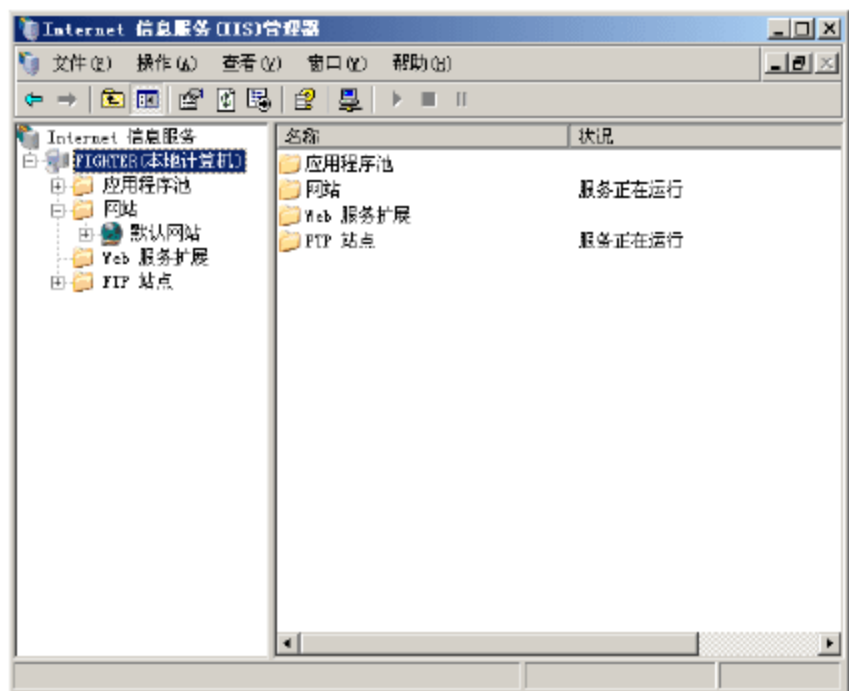 Internet 信息服务(IIS)管理器
文件(F) 操作(A) 查看(V) 窗口(W) 帮助(H)
Internet 信息服务
FIGHTER(本地计算机)
应用程序池
网站
默认网站
Web 服务扩展
FTP 站点
名称 状况
应用程序池
网站 服务正在运行
Web 服务扩展
FTP 站点 服务正在运行